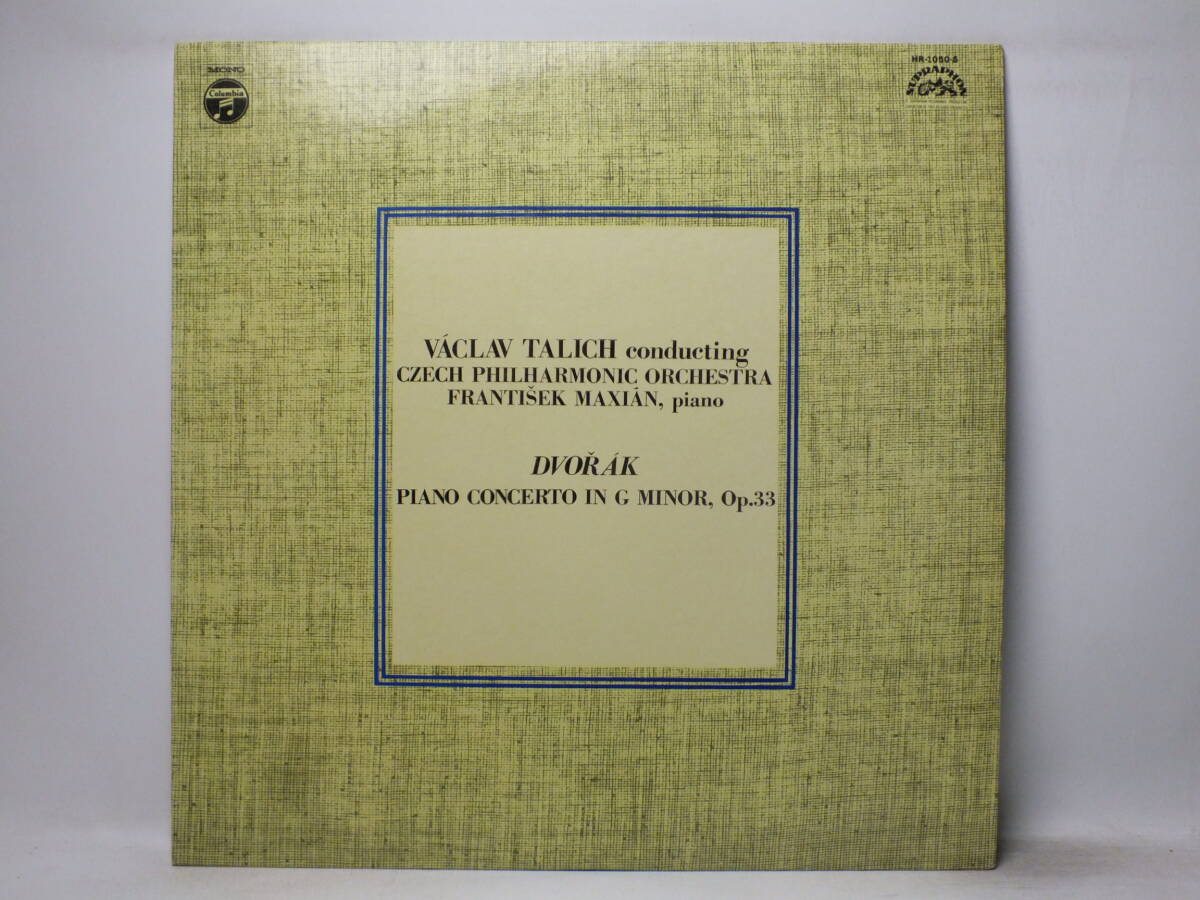 MONO
Columbia
HR-1050-S
SUPRAPHON
VÁCLAV TALICH conducting
CZECH PHILHARMONIC ORCHESTRA
FRANTIŠEK MAXIÁN, piano
DVOŘÁK
PIANO CONCERTO IN G MINOR, Op.33